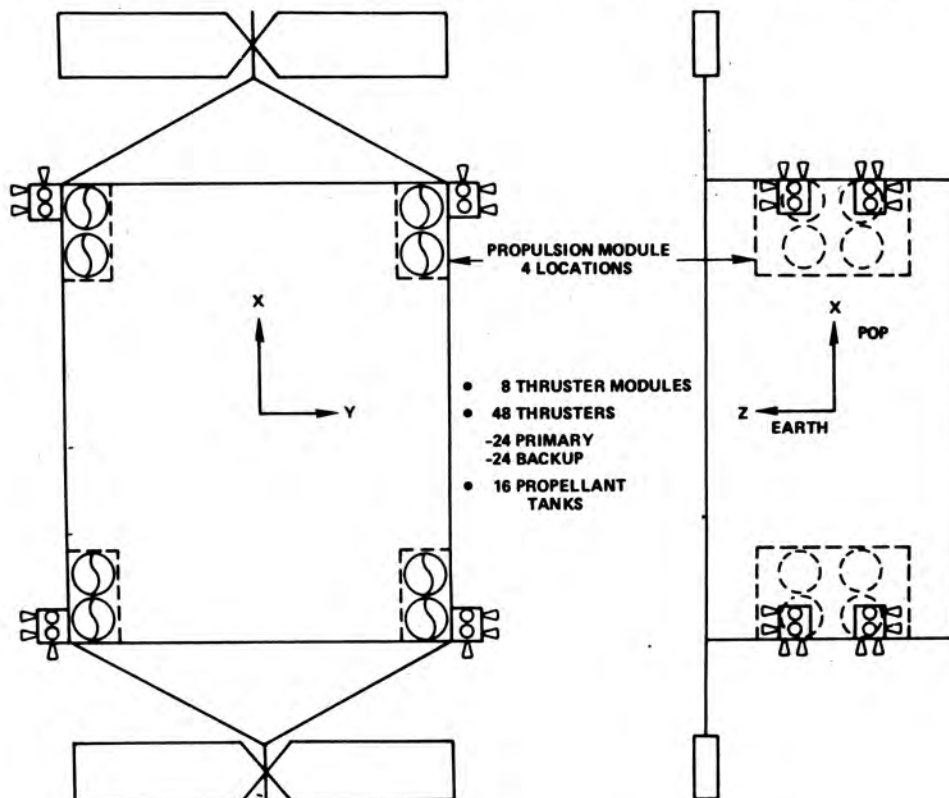 PROPULSION MODULE
4 LOCATIONS
X
X
POP
Y
Z
EARTH
● 8 THRUSTER MODULES
● 48 THRUSTERS
-24 PRIMARY
-24 BACKUP
● 16 PROPELLANT
TANKS